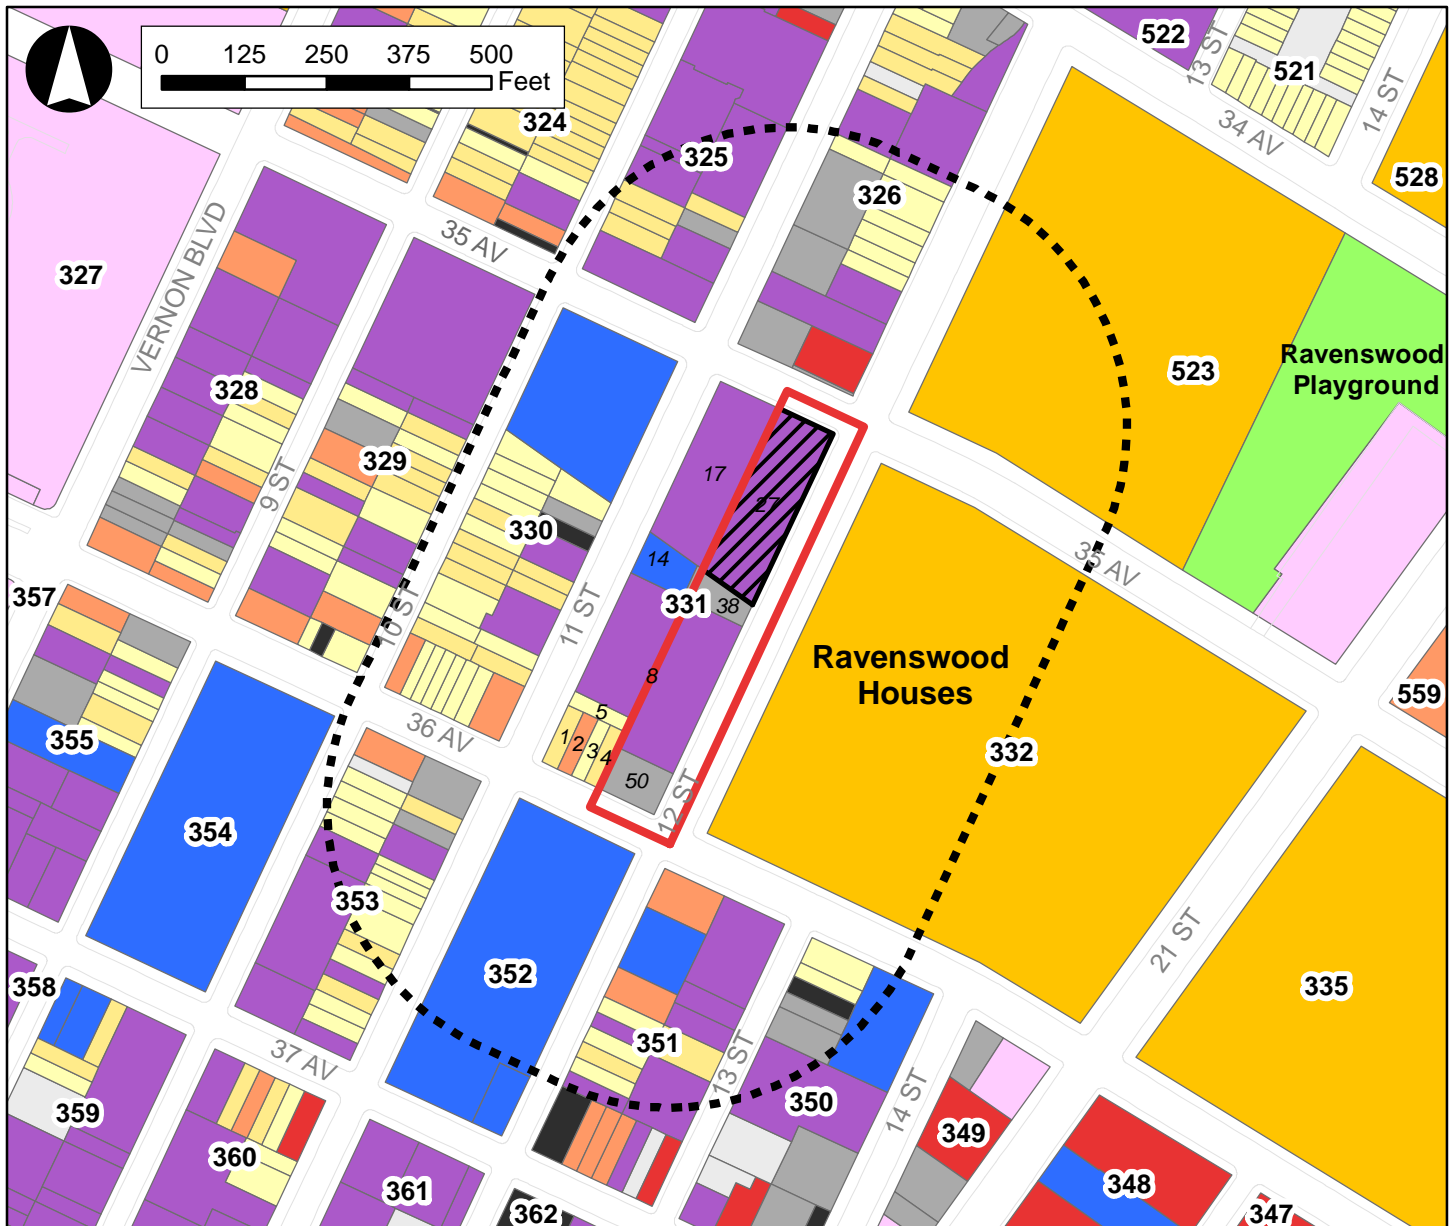 0 125 250 375 500
Feet
522
13 ST
521
14 ST
34 AV
528
324
325
326
327
VERNON BLVD
35 AV
Ravenswood
Playground
523
328
329
9 ST
330
10 ST
11 ST
17
27
14
331
38
8
5
1
2
3
4
50
12 ST
35 AV
Ravenswood
Houses
332
559
357
355
36 AV
354
353
352
351
13 ST
350
14 ST
21 ST
335
358
37 AV
359
360
361
362
349
348
347